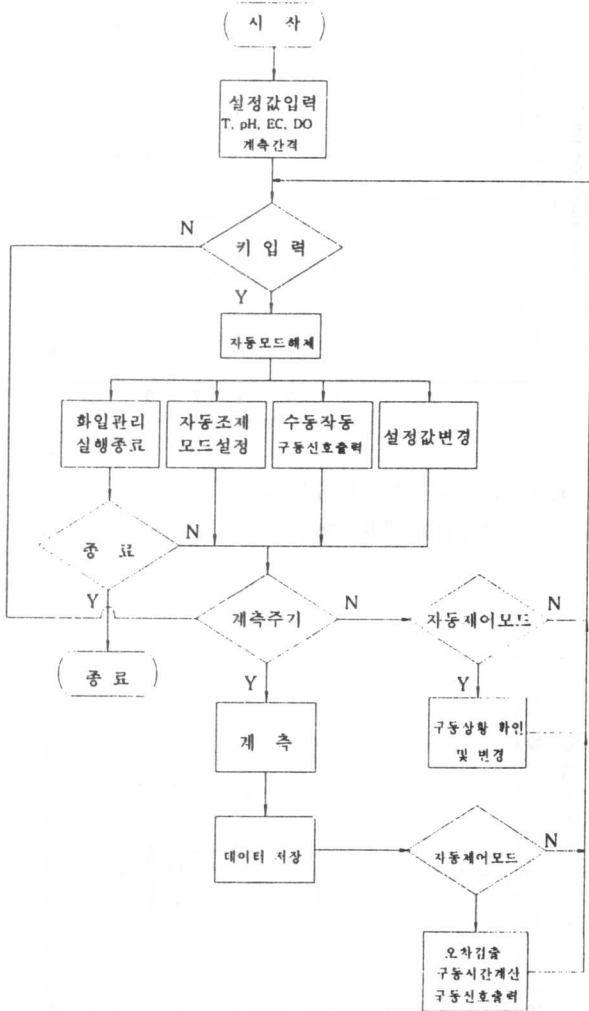 시 작
설정값입력
T, pH, EC, DO
계측간격
N
키 입 력
Y
자동모드해제
화일관리
실행종료
자동조제
모드설정
수동작동
구동신호출력
설정값변경
종 료
N
Y
계측주기
N
자동제어모드
N
종 료
Y
Y
계 측
구동상황 확인
및 변경
데이터 저장
자동제어모드
N
오차검출
구동시간계산
구동신호출력